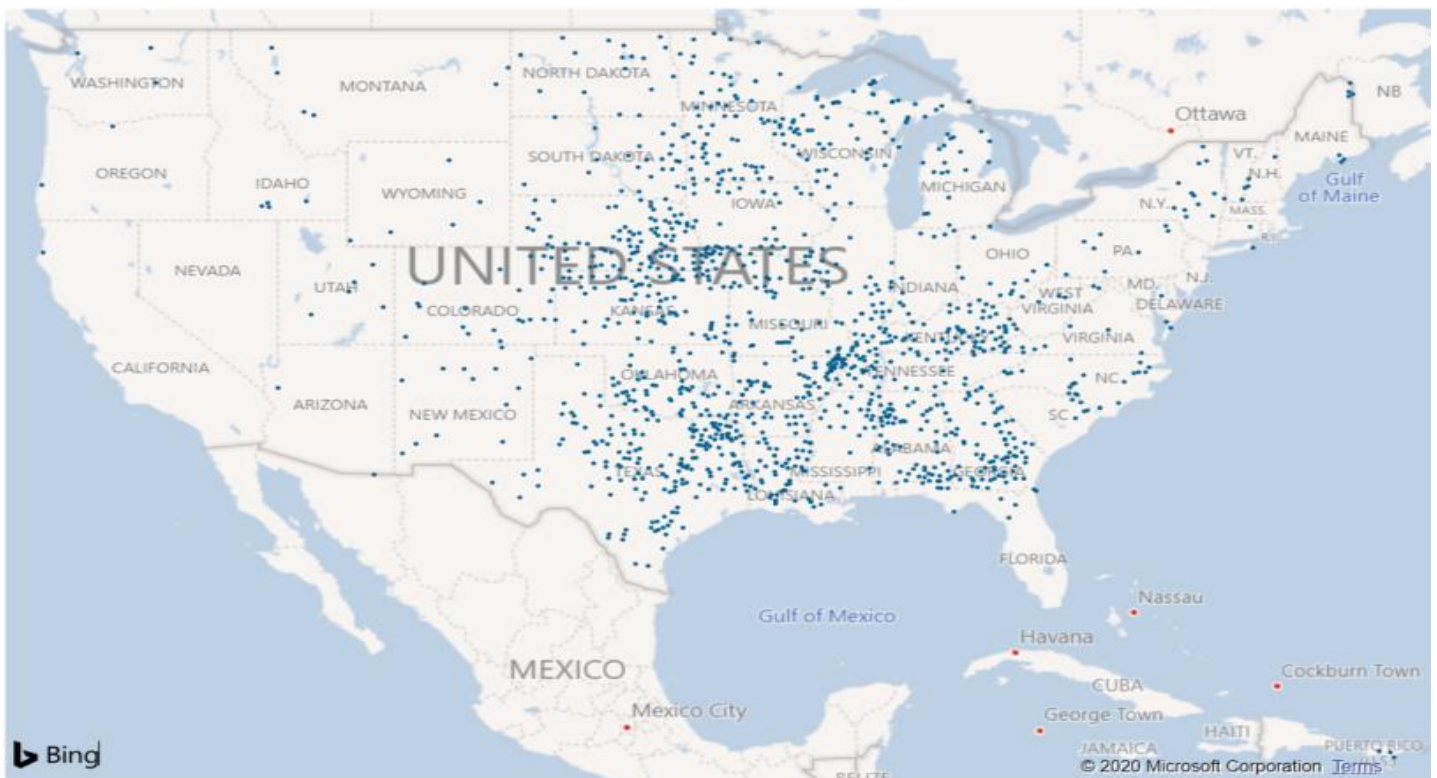 Ottawa
NB
WASHINGTON
MONTANA
NORTH DAKOTA
MINNESOTA
MAINE
VT.
N.H.
Gulf
of Maine
OREGON
IDAHO
WYOMING
SOUTH DAKOTA
WISCONSIN
MICHIGAN
N.Y.
MASS.
R.I.
IOWA
NEVADA
UTAH
UNITED STATES
COLORADO
KANSAS
MISSOURI
INDIANA
OHIO
PA
N.J.
MD.
DELAWARE
WEST
VIRGINIA
VIRGINIA
KENTUCKY
CALIFORNIA
ARIZONA
NEW MEXICO
OKLAHOMA
ARKANSAS
TENNESSEE
NC
SC
TEXAS
LOUISIANA
MISSISSIPPI
ALABAMA
GEORGIA
FLORIDA
Gulf of Mexico
Nassau
Havana
MEXICO
CUBA
Cockburn Town
Mexico City
George Town
HAITI
JAMAICA
PUERTO RICO
BELIZE
Bing
© 2020 Microsoft Corporation Terms